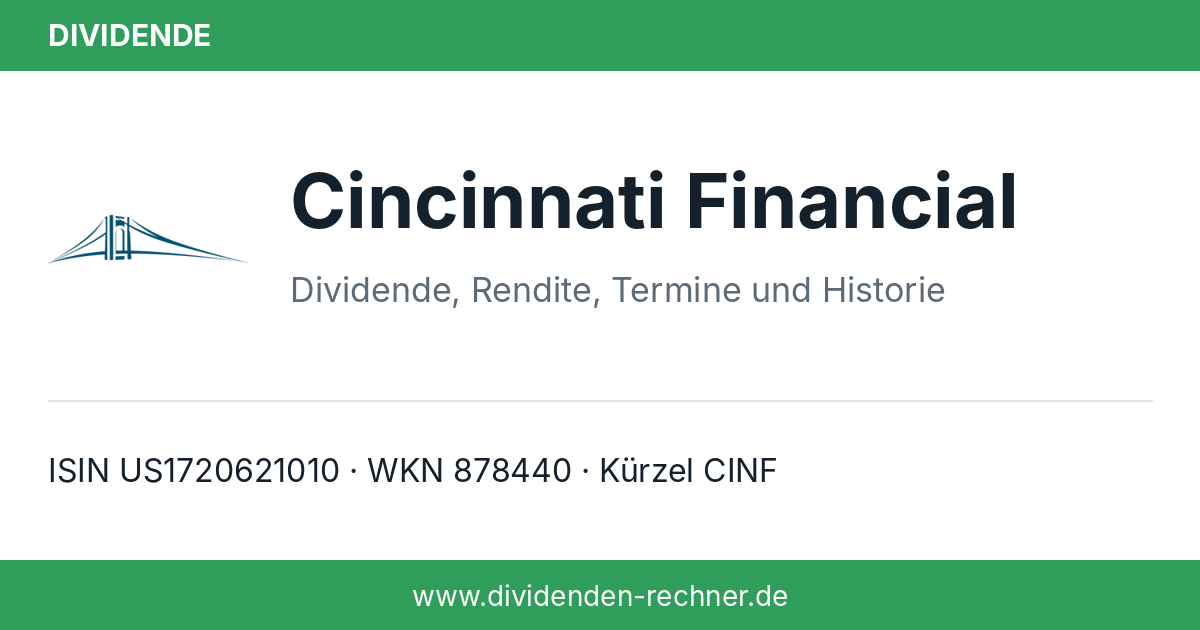 DIVIDENDE
Cincinnati Financial
Dividende, Rendite, Termine und Historie
ISIN US1720621010 · WKN 878440 · Kürzel CINF
www.dividenden-rechner.de